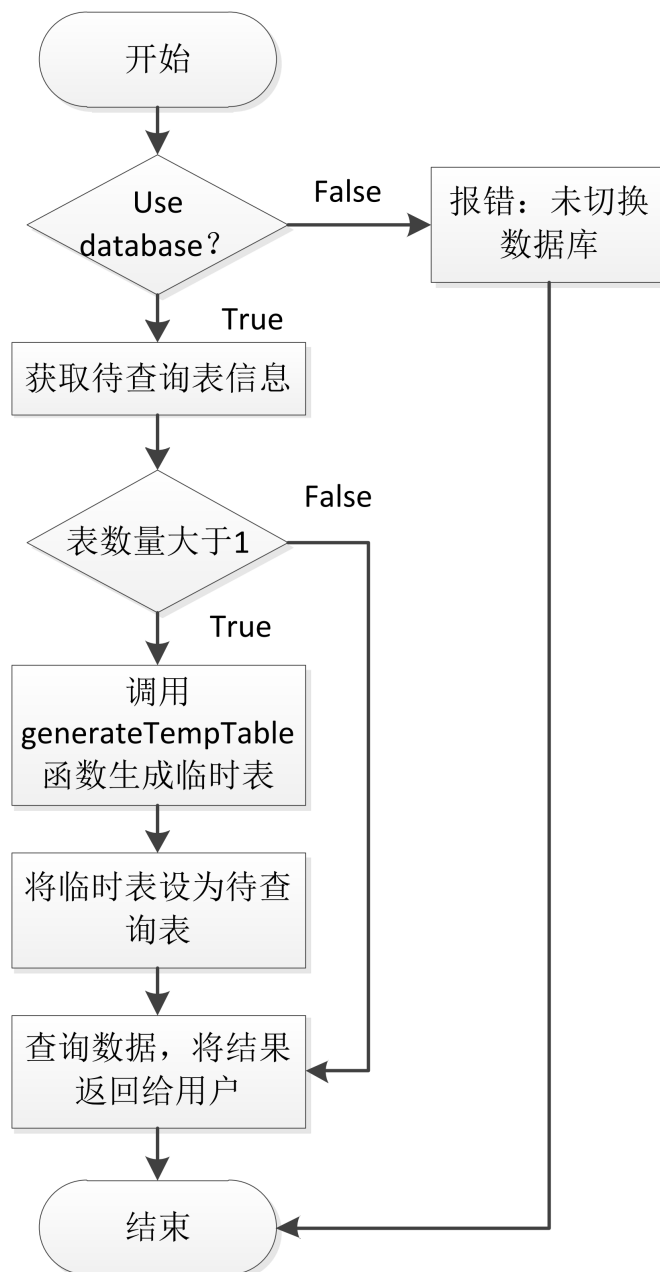 开始
Use
database？
False
报错：未切换
数据库
True
获取待查询表信息
表数量大于1
False
True
调用
generateTempTable
函数生成临时表
将临时表设为待查
询表
查询数据，将结果
返回给用户
结束